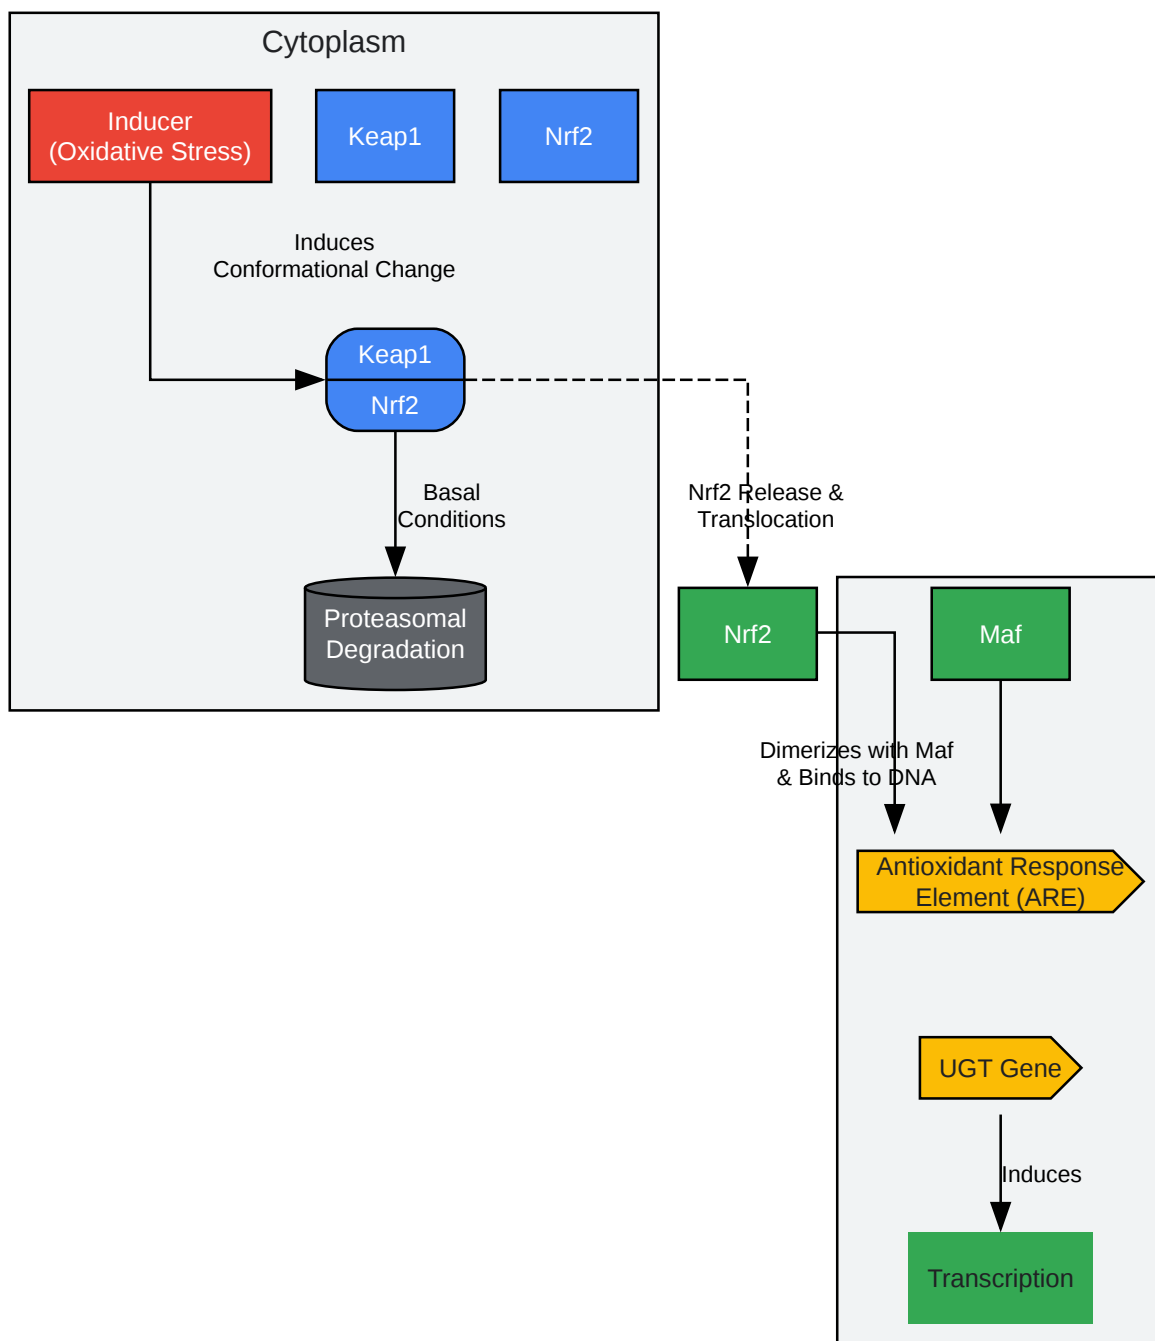 Cytoplasm
Inducer
(Oxidative Stress)
Keap1
Nrf2
Induces
Conformational Change
Keap1
Nrf2
Basal
Conditions
Nrf2 Release &
Translocation
Proteasomal
Degradation
Nrf2
Maf
Dimerizes with Maf
& Binds to DNA
Antioxidant Response
Element (ARE)
UGT Gene
Induces
Transcription